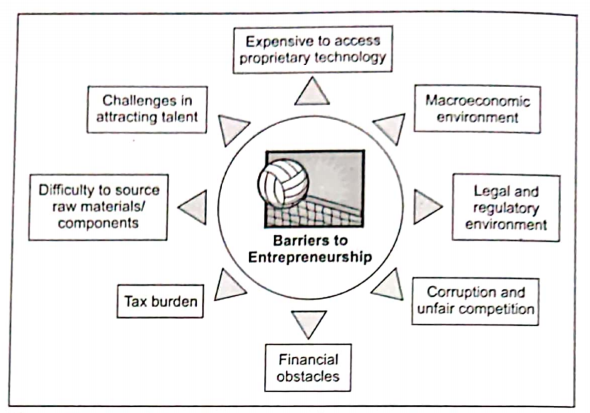 Expensive to access
proprietary technology
Challenges in
attracting talent
Macroeconomic
environment
Difficulty to source
raw materials/
components
Legal and
regulatory
environment
Barriers to
Entrepreneurship
Tax burden
Corruption and
unfair competition
Financial
obstacles